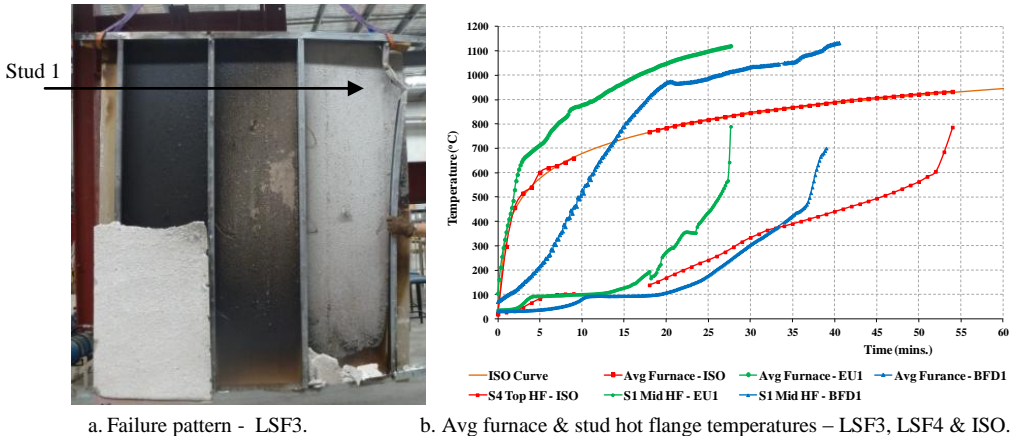 Stud 1
1200
1100
1000
900
800
700
600
500
400
300
200
100
0
Temperature (°C)
0 5 10 15 20 25 30 35 40 45 50 55 60
Time (mins.)
ISO Curve Avg Furnace - ISO Avg Furnace - EU1 Avg Furance - BFD1
S4 Top HF - ISO S1 Mid HF - EU1 S1 Mid HF - BFD1
a. Failure pattern - LSF3. b. Avg furnace & stud hot flange temperatures – LSF3, LSF4 & ISO.